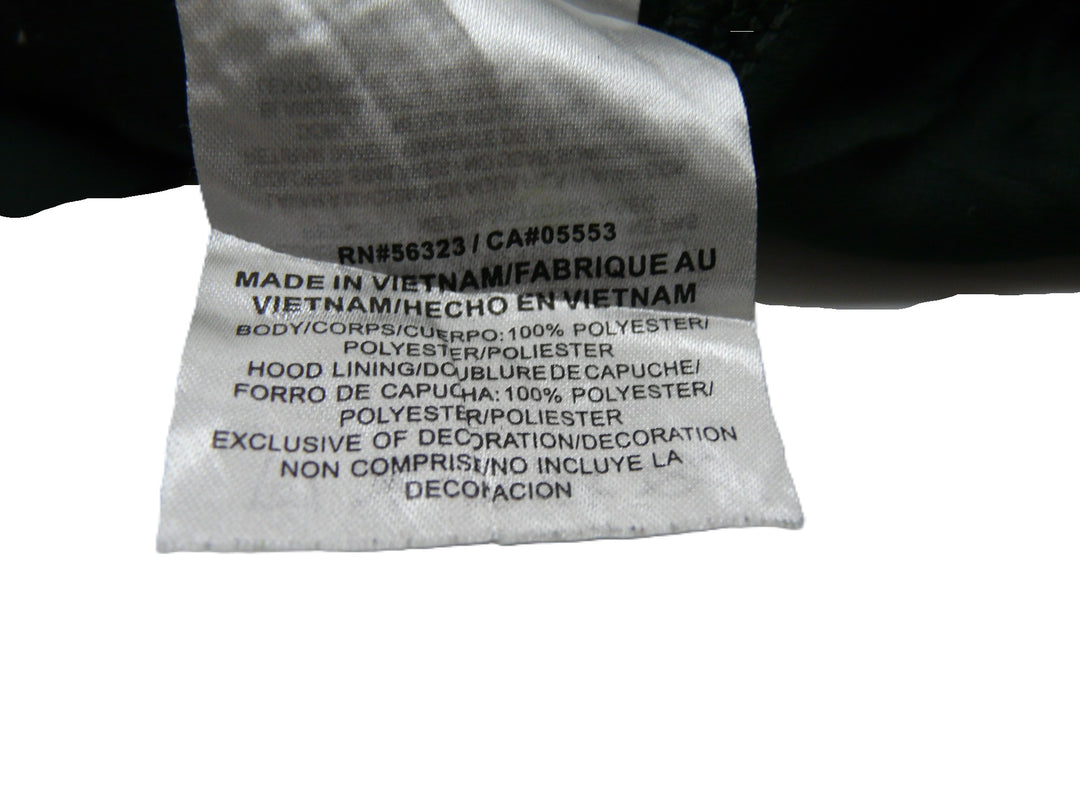 RN#56323 / CA#05553
MADE IN VIETNAM/FABRIQUE AU
VIETNAM/HECHO EN VIETNAM
BODY/CORPS/CUERPO:100% POLYESTER/
POLYESTER/POLIESTER
HOOD LINING/DOUBLURE DE CAPUCHE/
FORRO DE CAPUCHA:100% POLYESTER/
POLYESTER/POLIESTER
EXCLUSIVE OF DECORATION/DECORATION
NON COMPRISE/NO INCLUYE LA
DECORACION